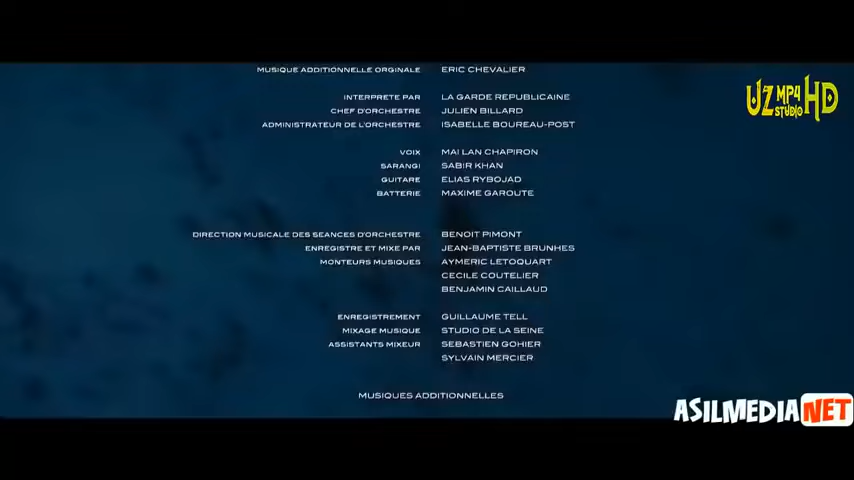 MUSIQUE ADDITIONNELLE ORGINALE ERIC CHEVALIER
INTERPRETE PAR LA GARDE REPUBLICAINE
CHEF D'ORCHESTRE JULIEN BILLARD
ADMINISTRATEUR DE L'ORCHESTRE ISABELLE BOUREAU-POST
VOIX MAI LAN CHAPIRON
SARANGI SABIR KHAN
GUITARE ELIAS RYBOJAD
BATTERIE MAXIME GAROUTE
DIRECTION MUSICALE DES SEANCES D'ORCHESTRE BENOIT PIMONT
ENREGISTRE ET MIXE PAR JEAN-BAPTISTE BRUNHES
MONTEURS MUSIQUES AYMERIC LETOQUART
CECILE COUTELIER
BENJAMIN CAILLAUD
ENREGISTREMENT GUILLAUME TELL
MIXAGE MUSIQUE STUDIO DE LA SEINE
ASSISTANTS MIXEUR SEBASTIEN GOHIER
SYLVAIN MERCIER
MUSIQUES ADDITIONNELLES
UZ MP4 STUDIO HD
ASILMEDIA NET